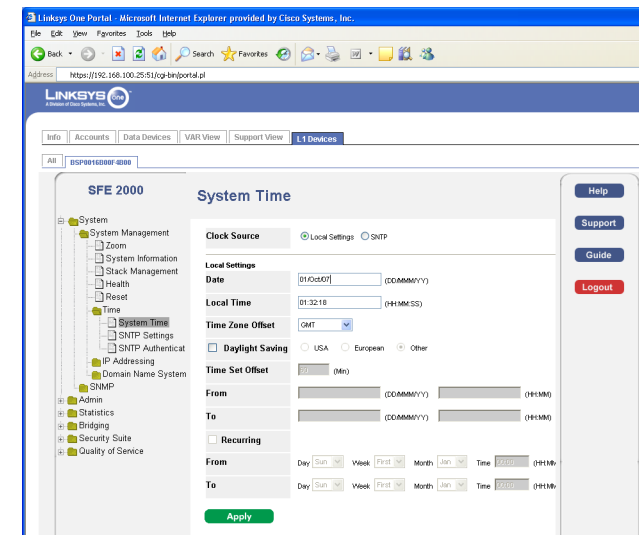 Linksys One Portal - Microsoft Internet Explorer provided by Cisco Systems, Inc.
File Edit View Favorites Tools Help
Back Search Favorites
Address https://192.168.100.25:51/cgi-bin/portal.pl
LINKSYS one
A Division of Cisco Systems, Inc.
Info Accounts Data Devices VAR View Support View L1 Devices
All
SFE 2000
System
System Management
Zoom
System Information
Stack Management
Health
Reset
Time
System Time
SNTP Settings
SNTP Authenticat
IP Addressing
Domain Name System
SNMP
Admin
Statistics
Bridging
Security Suite
Quality of Service
System Time
Clock Source Local Settings SNTP
Local Settings
Date 01/Oct/07 (DD/MMM/YY)
Local Time 01:32:18 (HH:MM:SS)
Time Zone Offset GMT
Daylight Saving USA European Other
Time Set Offset (Min)
From (DD/MMM/YY) (HH:MM)
To (DD/MMM/YY) (HH:MM)
Recurring
From Day Sun Week First Month Jan Time 00:00 (HH:MM
To Day Sun Week First Month Jan Time 00:00 (HH:MM
Apply
Help
Support
Guide
Logout